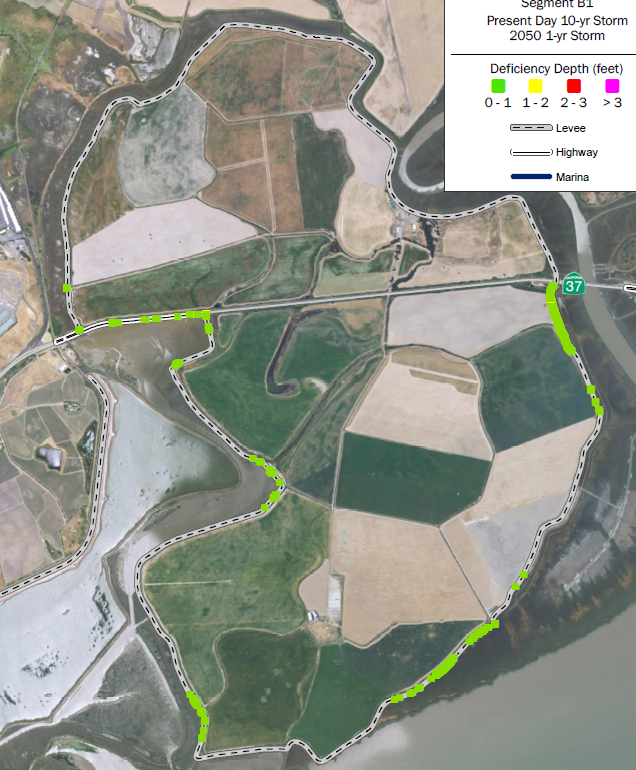 Segment B1
Present Day 10-yr Storm
2050 1-yr Storm
Deficiency Depth (feet)
0 - 1 1 - 2 2 - 3 > 3
Levee
Highway
Marina
CALIFORNIA
37